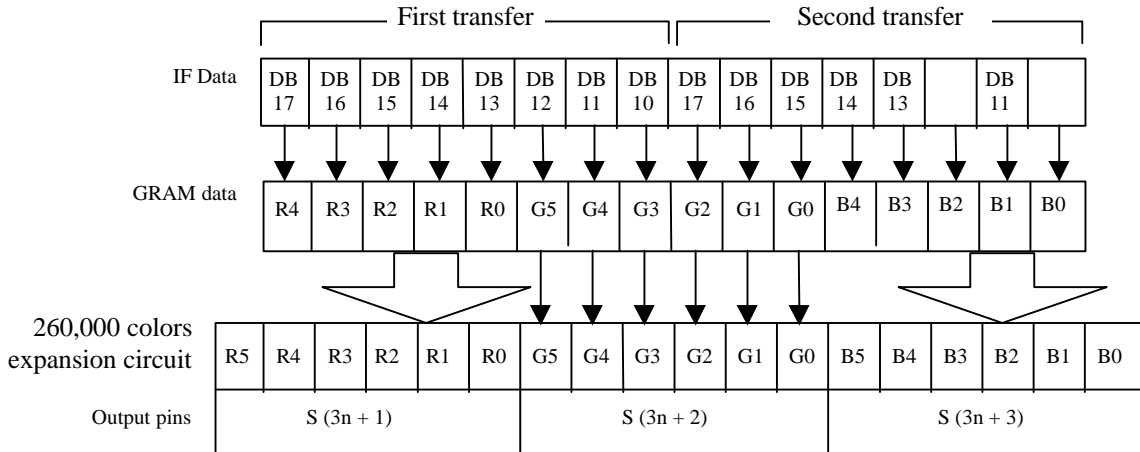 First transfer Second transfer
IF Data DB 17 DB 16 DB 15 DB 14 DB 13 DB 12 DB 11 DB 10 DB 17 DB 16 DB 15 DB 14 DB 13 DB 11
GRAM data R4 R3 R2 R1 R0 G5 G4 G3 G2 G1 G0 B4 B3 B2 B1 B0
260,000 colors
expansion circuit R5 R4 R3 R2 R1 R0 G5 G4 G3 G2 G1 G0 B5 B4 B3 B2 B1 B0
Output pins S (3n + 1) S (3n + 2) S (3n + 3)